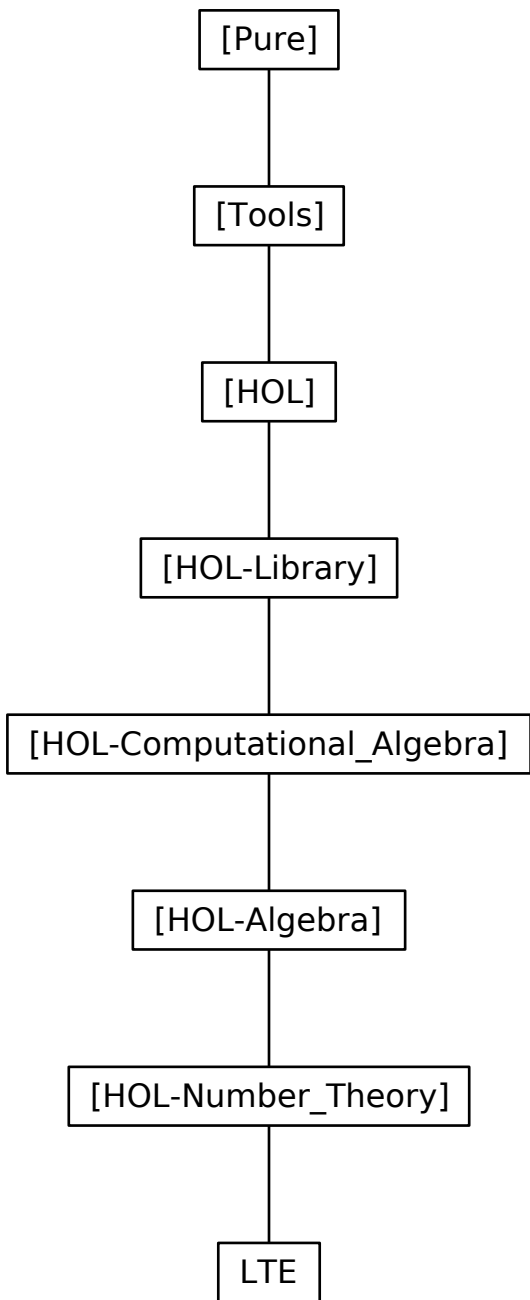 [Pure]
[Tools]
[HOL]
[HOL-Library]
[HOL-Computational_Algebra]
[HOL-Algebra]
[HOL-Number_Theory]
LTE